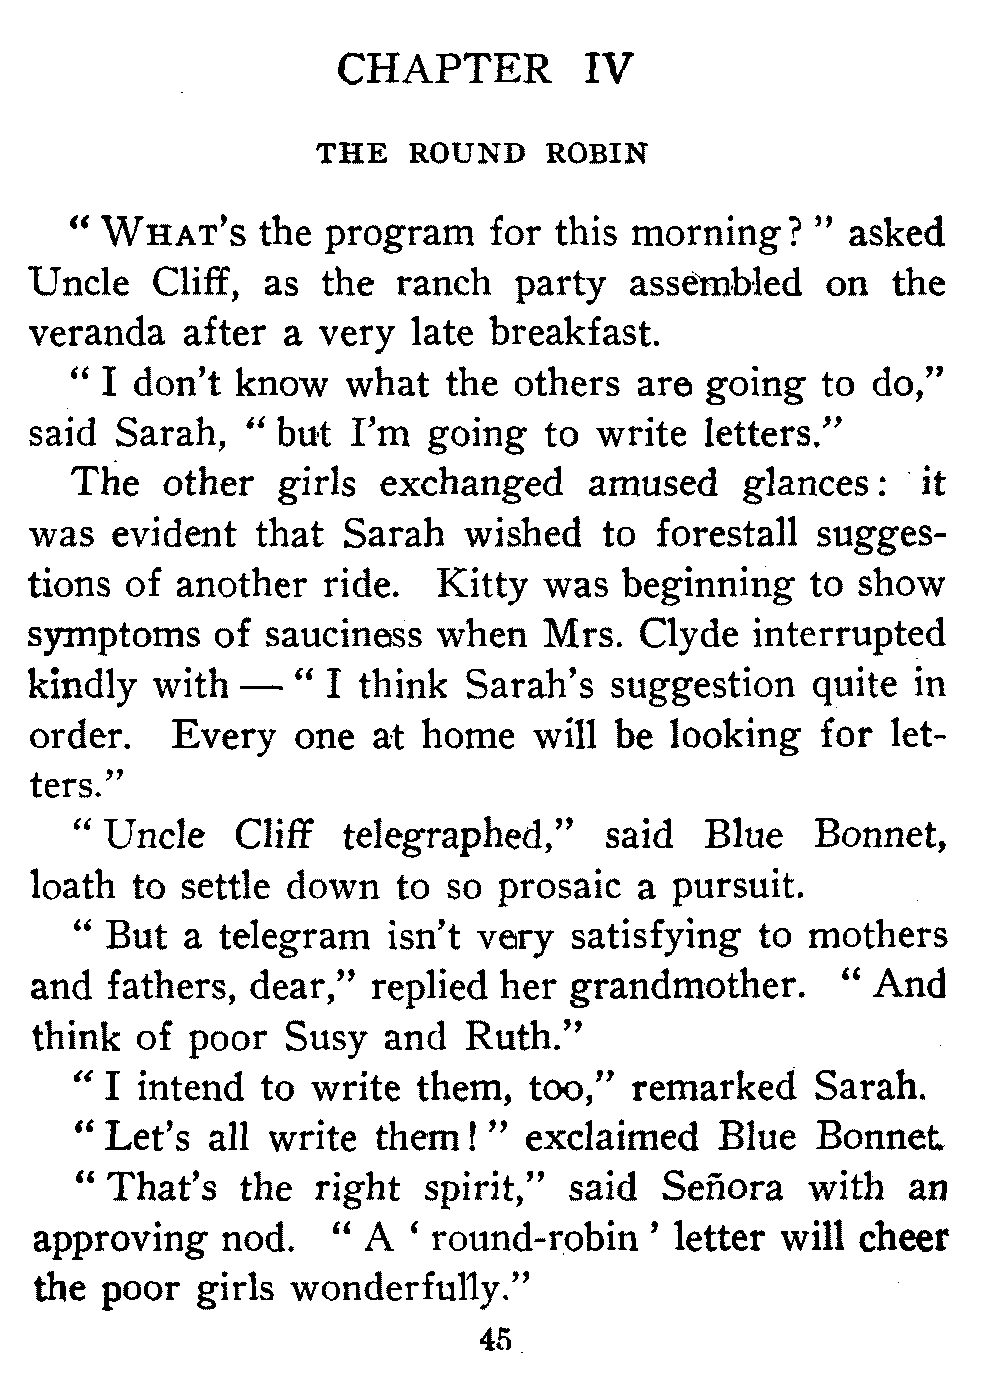 CHAPTER IV
THE ROUND ROBIN
“ WHAT’S the program for this morning? ” asked
Uncle Cliff, as the ranch party assembled on the
veranda after a very late breakfast.
“ I don’t know what the others are going to do,”
said Sarah, “ but I’m going to write letters.”
The other girls exchanged amused glances: it
was evident that Sarah wished to forestall sugges-
tions of another ride. Kitty was beginning to show
symptoms of sauciness when Mrs. Clyde interrupted
kindly with — “ I think Sarah’s suggestion quite in
order. Every one at home will be looking for let-
ters.”
“ Uncle Cliff telegraphed,” said Blue Bonnet,
loath to settle down to so prosaic a pursuit.
“ But a telegram isn’t very satisfying to mothers
and fathers, dear,” replied her grandmother. “ And
think of poor Susy and Ruth.”
“ I intend to write them, too,” remarked Sarah.
“ Let’s all write them! ” exclaimed Blue Bonnet.
“ That’s the right spirit,” said Señora with an
approving nod. “ A ‘ round-robin ’ letter will cheer
the poor girls wonderfully.”
45